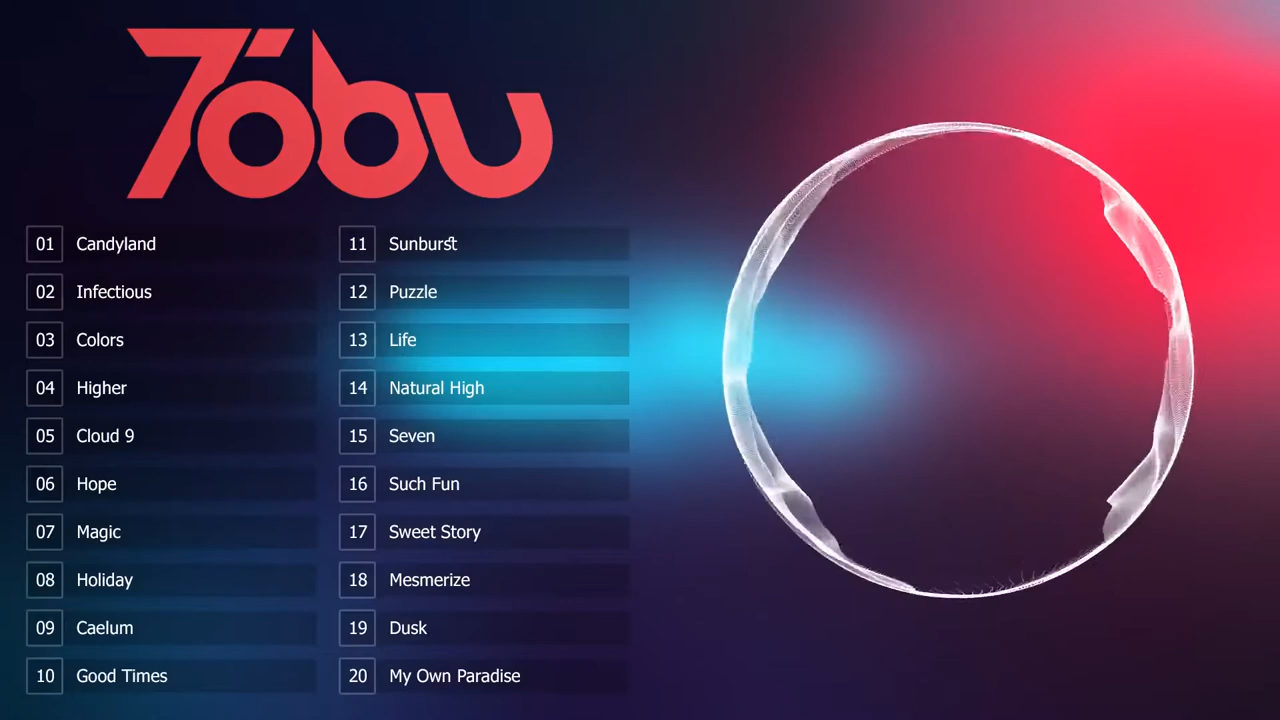 Tobu
01 Candyland
02 Infectious
03 Colors
04 Higher
05 Cloud 9
06 Hope
07 Magic
08 Holiday
09 Caelum
10 Good Times
11 Sunburst
12 Puzzle
13 Life
14 Natural High
15 Seven
16 Such Fun
17 Sweet Story
18 Mesmerize
19 Dusk
20 My Own Paradise